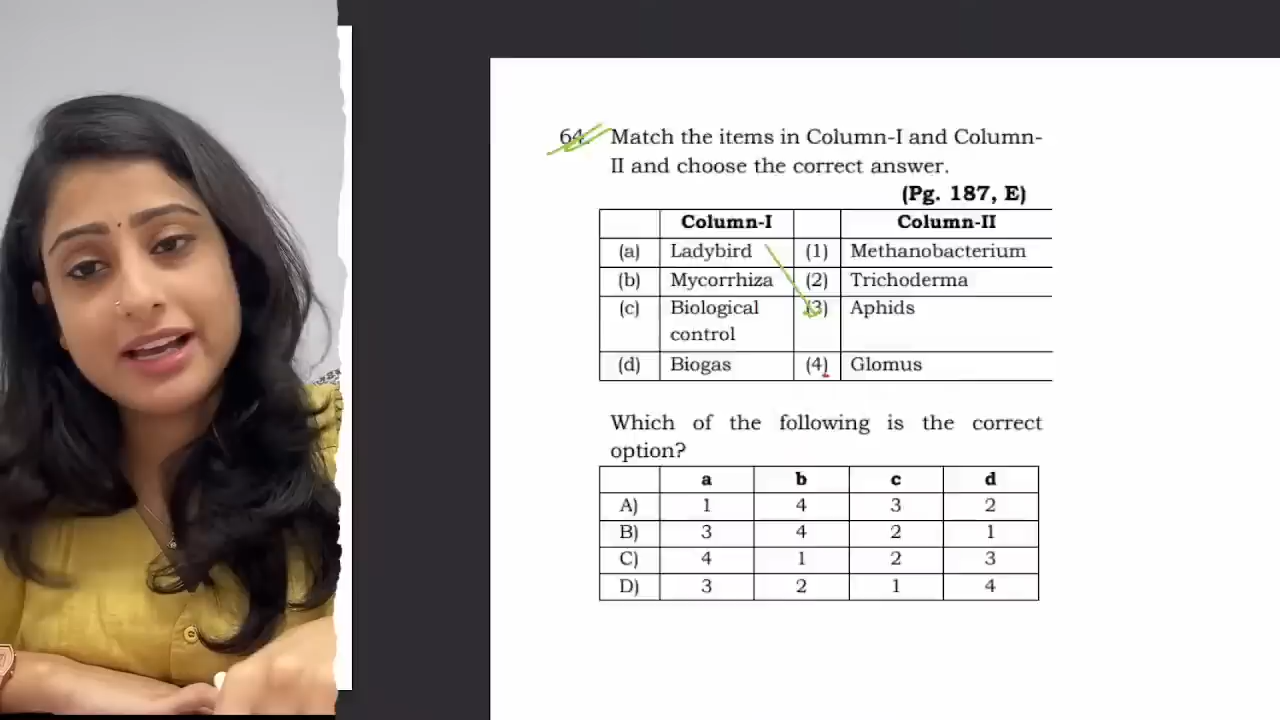 64. Match the items in Column-I and Column-
II and choose the correct answer.
(Pg. 187, E)
Column-I Column-II
(a) Ladybird (1) Methanobacterium
(b) Mycorrhiza (2) Trichoderma
(c) Biological (3) Aphids
control
(d) Biogas (4) Glomus
Which of the following is the correct
option?
a b c d
A) 1 4 3 2
B) 3 4 2 1
C) 4 1 2 3
D) 3 2 1 4